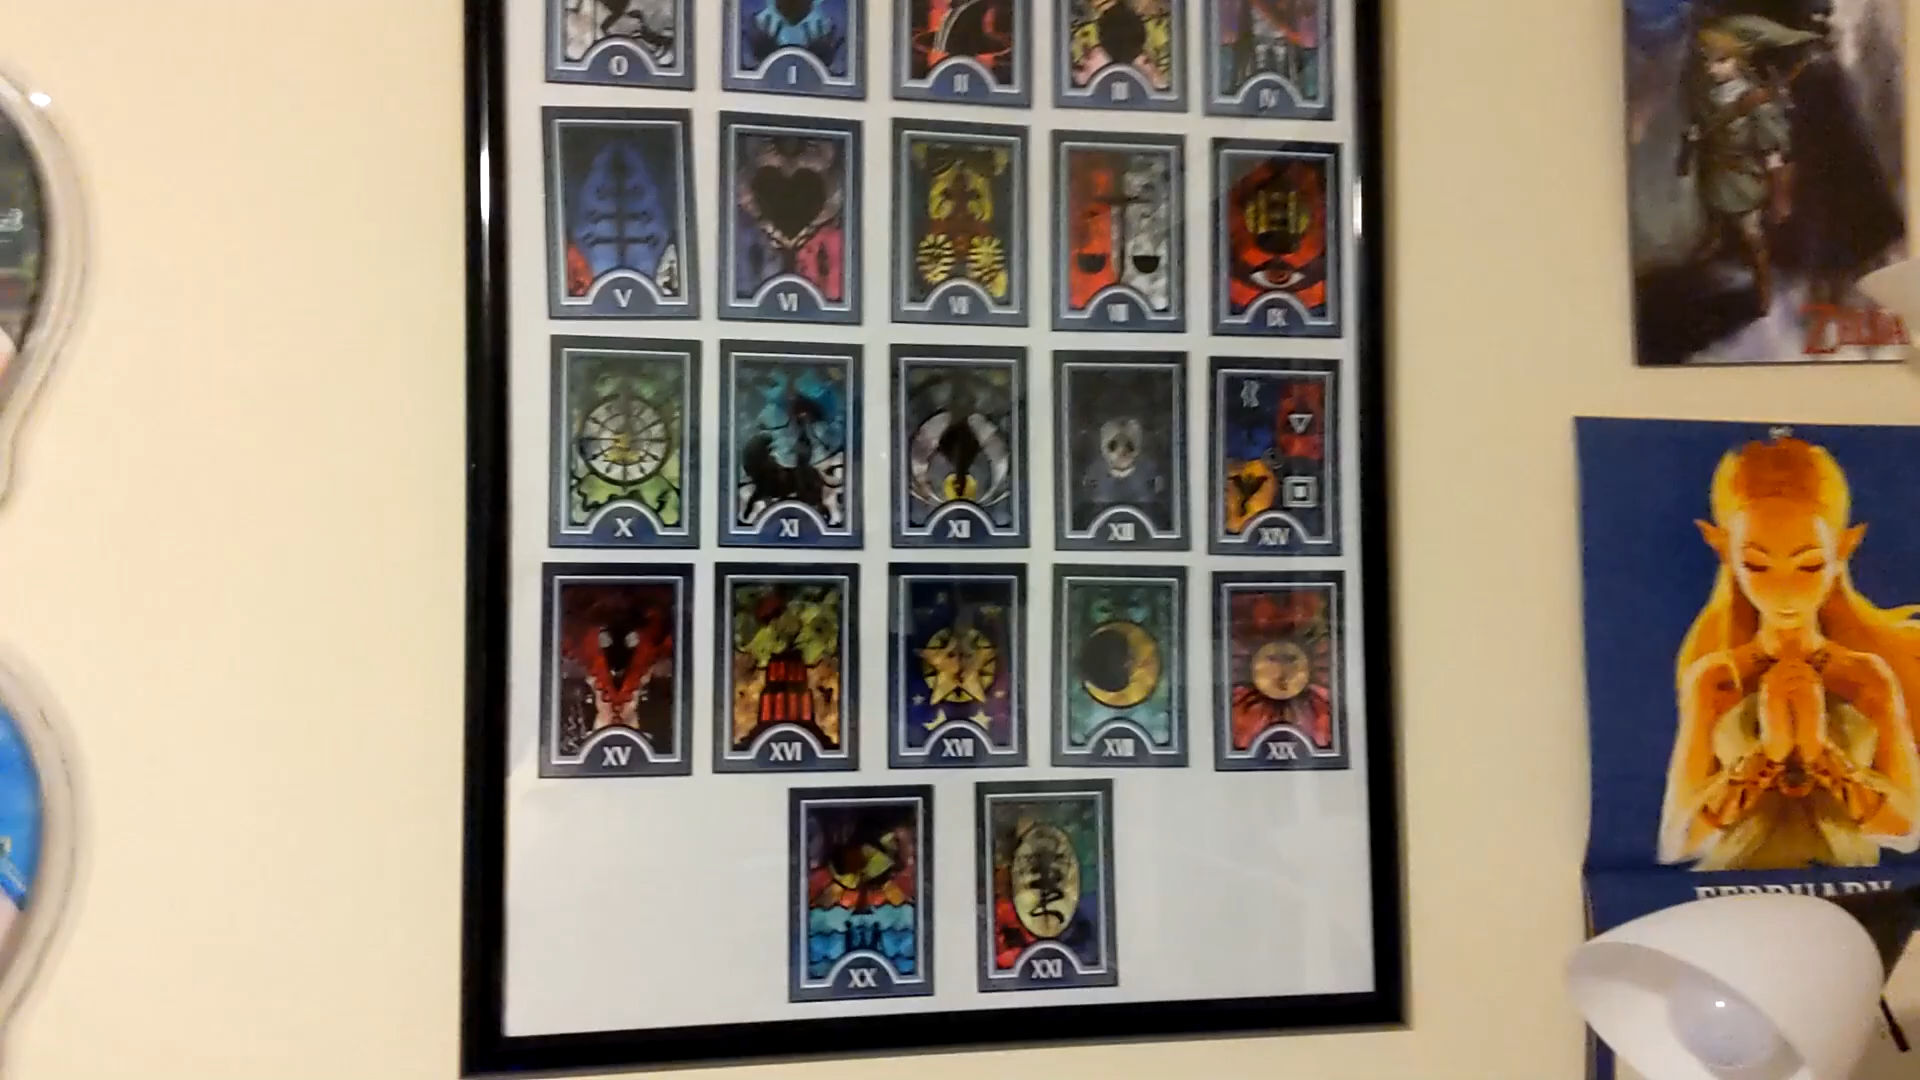 0 I II III IV
V VI VII VIII IX
X XI XII XIII XIV
XV XVI XVII XVIII XIX
XX XXI
ZELDA
FEBRUARY